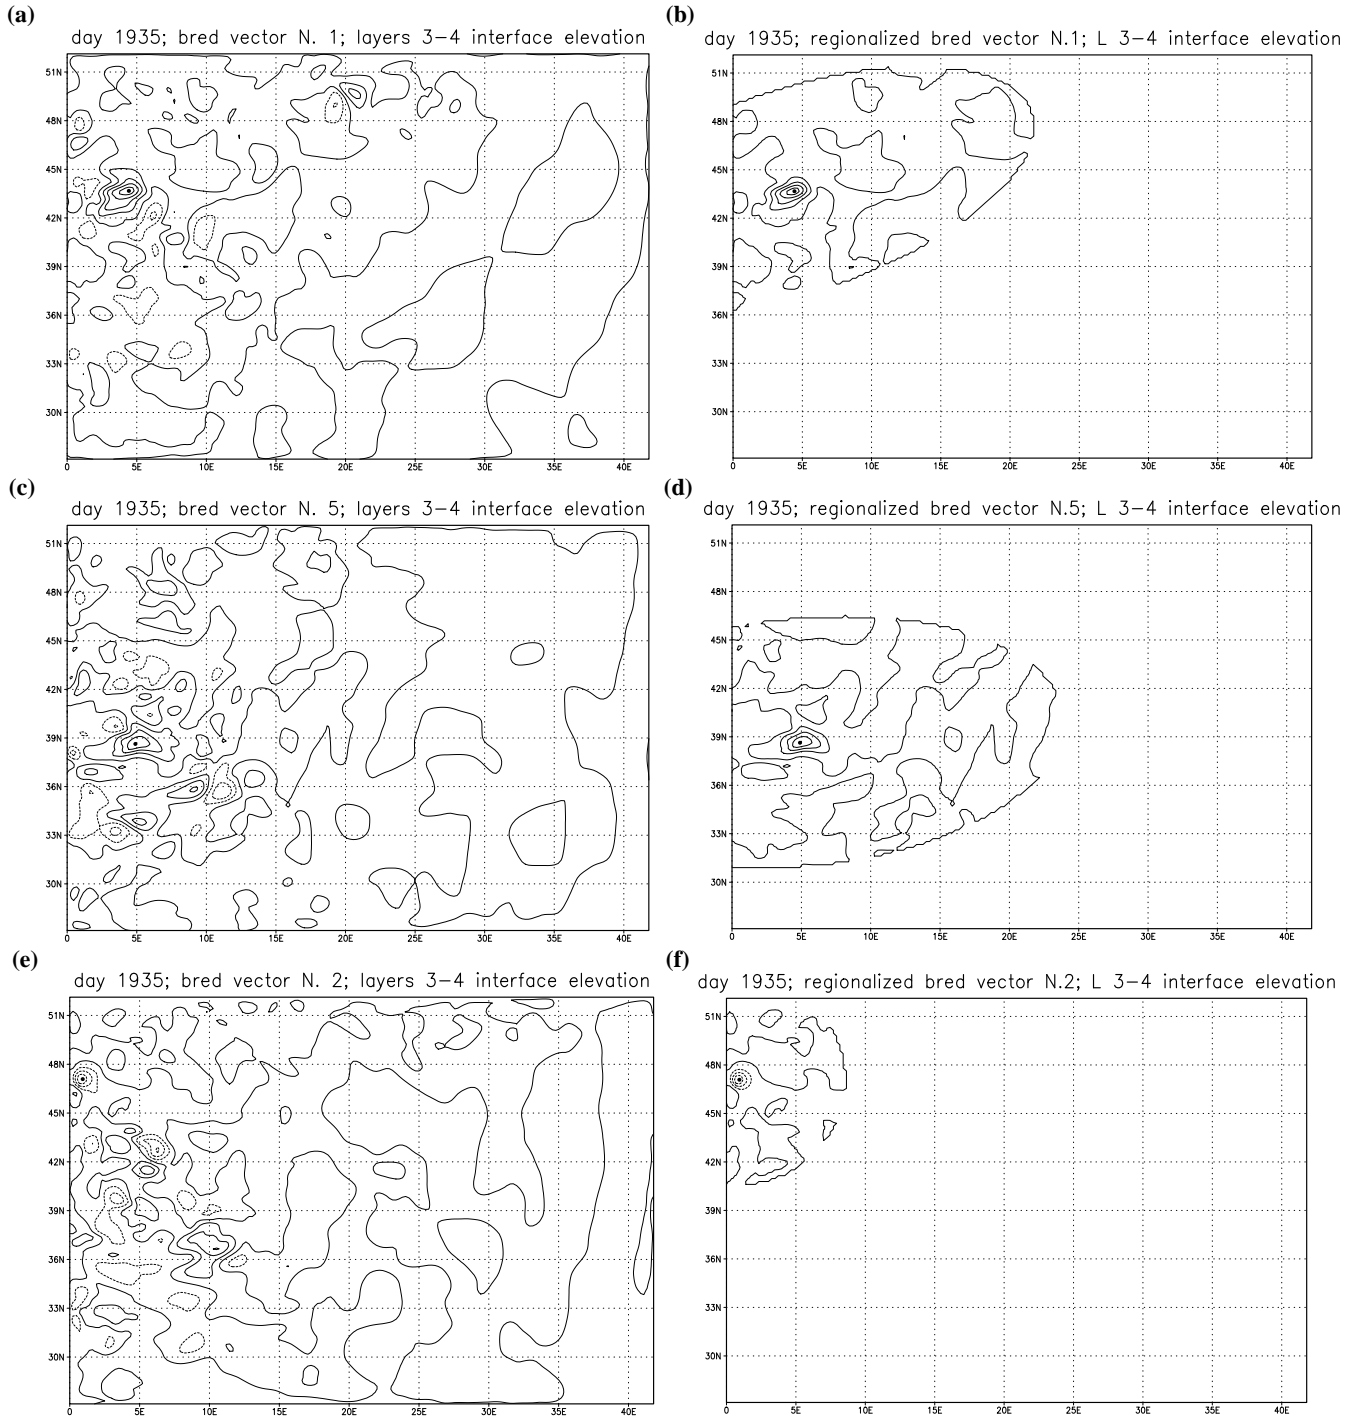 (a)
day 1935; bred vector N. 1; layers 3−4 interface elevation
51N
48N
45N
42N
39N
36N
33N
30N
0 5E 10E 15E 20E 25E 30E 35E 40E
(b)
day 1935; regionalized bred vector N.1; L 3−4 interface elevation
51N
48N
45N
42N
39N
36N
33N
30N
0 5E 10E 15E 20E 25E 30E 35E 40E
(c)
day 1935; bred vector N. 5; layers 3−4 interface elevation
51N
48N
45N
42N
39N
36N
33N
30N
0 5E 10E 15E 20E 25E 30E 35E 40E
(d)
day 1935; regionalized bred vector N.5; L 3−4 interface elevation
51N
48N
45N
42N
39N
36N
33N
30N
0 5E 10E 15E 20E 25E 30E 35E 40E
(e)
day 1935; bred vector N. 2; layers 3−4 interface elevation
51N
48N
45N
42N
39N
36N
33N
30N
0 5E 10E 15E 20E 25E 30E 35E 40E
(f)
day 1935; regionalized bred vector N.2; L 3−4 interface elevation
51N
48N
45N
42N
39N
36N
33N
30N
0 5E 10E 15E 20E 25E 30E 35E 40E